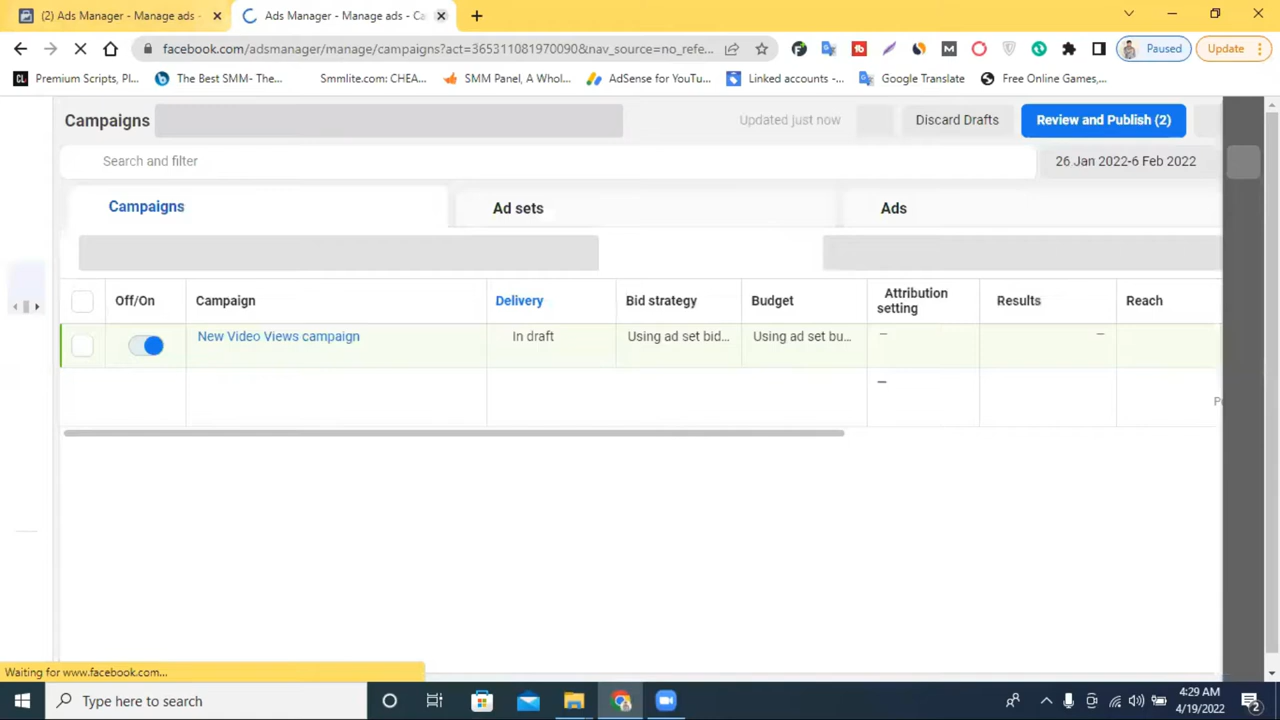 (2) Ads Manager - Manage ads -
Ads Manager - Manage ads - Ca
facebook.com/adsmanager/manage/campaigns?act=365311081970090&nav_source=no_refe...
Paused
Update
Premium Scripts, Pl...
The Best SMM- The...
Smmlite.com: CHEA...
SMM Panel, A Whol...
AdSense for YouTu...
Linked accounts -...
Google Translate
Free Online Games,...
Campaigns
Updated just now
Discard Drafts
Review and Publish (2)
Search and filter
26 Jan 2022-6 Feb 2022
Campaigns
Ad sets
Ads
Off/On
Campaign
Delivery
Bid strategy
Budget
Attribution setting
Results
Reach
New Video Views campaign
In draft
Using ad set bid...
Using ad set bu...
—
—
—
Waiting for www.facebook.com...
Type here to search
4:29 AM
4/19/2022
2